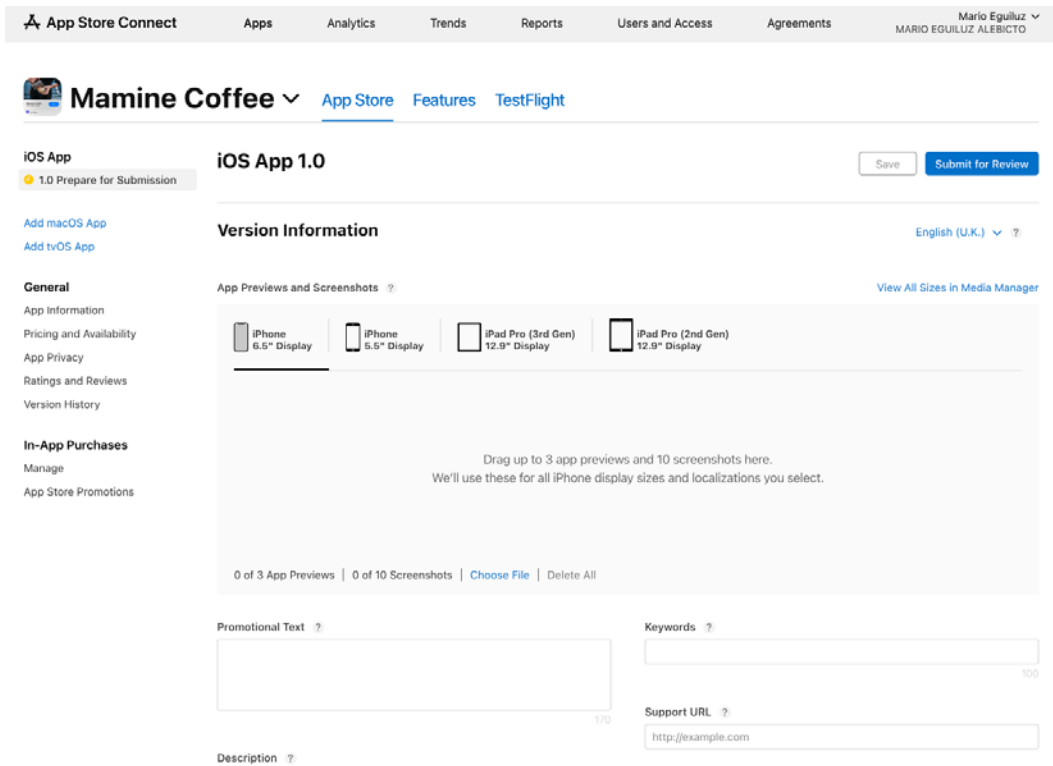 App Store Connect
Apps
Analytics
Trends
Reports
Users and Access
Agreements
Mario Eguiluz
MARIO EGUILUZ ALEBICTO
Mamine Coffee
App Store
Features
TestFlight
iOS App
1.0 Prepare for Submission
Add macOS App
Add tvOS App
General
App Information
Pricing and Availability
App Privacy
Ratings and Reviews
Version History
In-App Purchases
Manage
App Store Promotions
iOS App 1.0
Save
Submit for Review
Version Information
English (U.K.)
?
App Previews and Screenshots ?
View All Sizes in Media Manager
iPhone
6.5" Display
iPhone
5.5" Display
iPad Pro (3rd Gen)
12.9" Display
iPad Pro (2nd Gen)
12.9" Display
Drag up to 3 app previews and 10 screenshots here.
We'll use these for all iPhone display sizes and localizations you select.
0 of 3 App Previews | 0 of 10 Screenshots | Choose File | Delete All
Promotional Text ?
170
Keywords ?
100
Support URL ?
http://example.com
Description ?